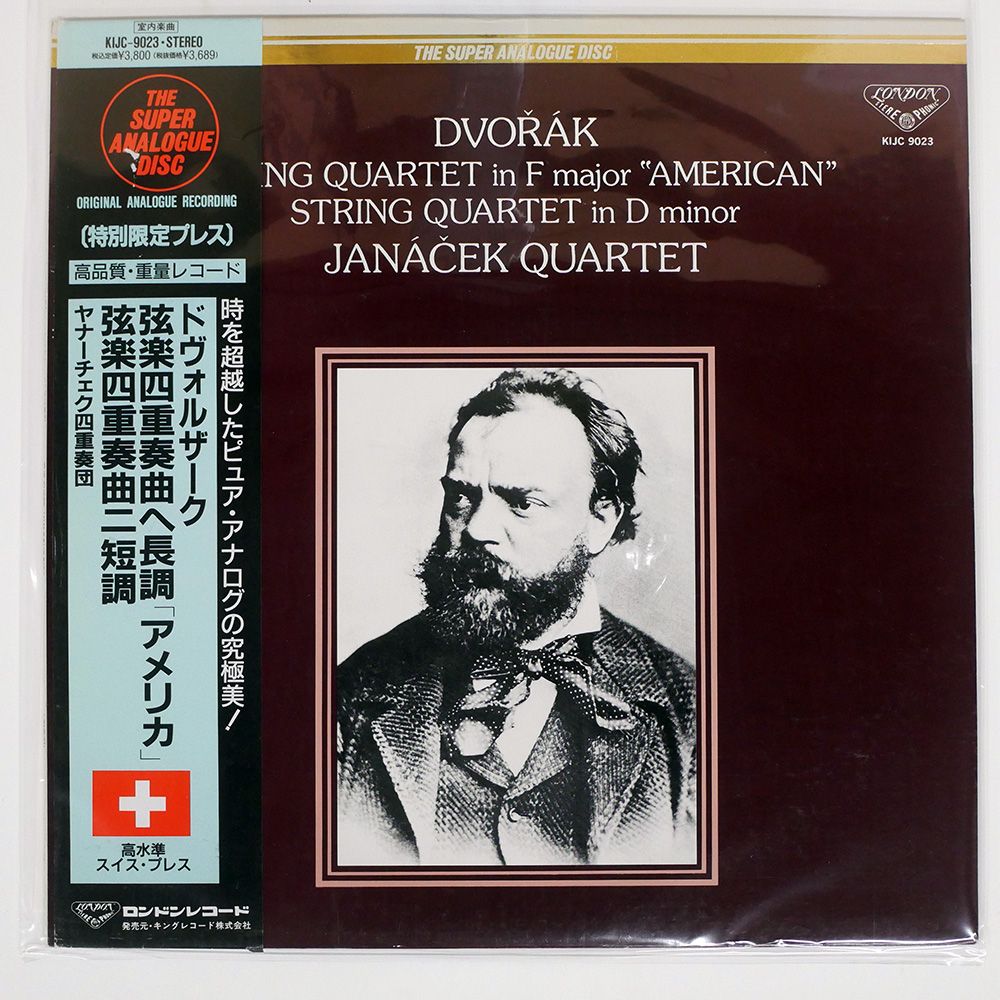 室内楽曲
KIJC-9023・STEREO
税込定価¥3,800(税抜価格¥3,689)
THE
SUPER
ANALOGUE
DISC
ORIGINAL ANALOGUE RECORDING
〔特別限定プレス〕
高品質・重量レコード
時を超越したピュア・アナログの究極美!
ドヴォルザーク
弦楽四重奏曲ヘ長調「アメリカ」
弦楽四重奏曲ニ短調
ヤナーチェク四重奏団
高水準
スイス・プレス
LONDON
ロンドンレコード
発売元・キングレコード株式会社
THE SUPER ANALOGUE DISC
LONDON
KIJC 9023
DVOŘÁK
ING QUARTET in F major “AMERICAN”
STRING QUARTET in D minor
JANÁČEK QUARTET